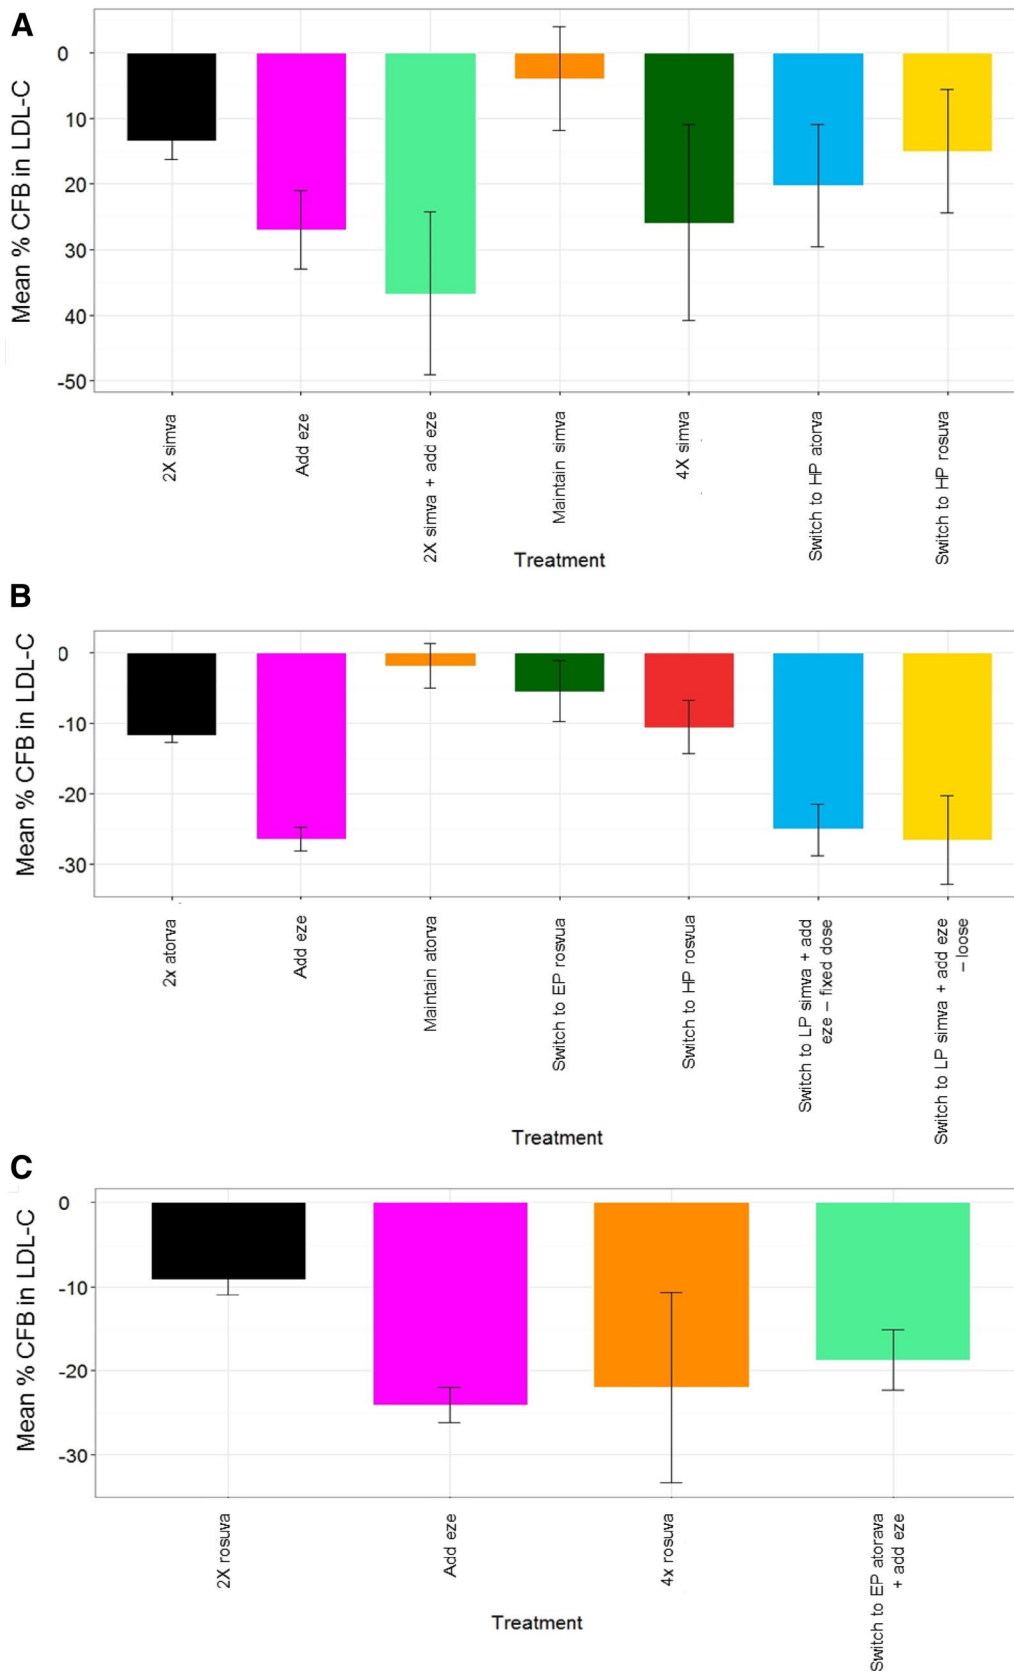 A
Mean % CFB in LDL-C
0
10
20
30
40
-50
2X simva
Add eze
2X simva + add eze
Maintain simva
4X simva
Switch to HP atorva
Switch to HP rosuva
Treatment
B
Mean % CFB in LDL-C
0
-10
-20
-30
2x atorva
Add eze
Maintain atorva
Switch to EP rosvua
Switch to HP rosvua
Switch to LP simva + add
eze – fixed dose
Switch to LP simva + add eze
– loose
Treatment
C
Mean % CFB in LDL-C
0
-10
-20
-30
2X rosuva
Add eze
4x rosuva
Switch to EP atorava
+ add eze
Treatment